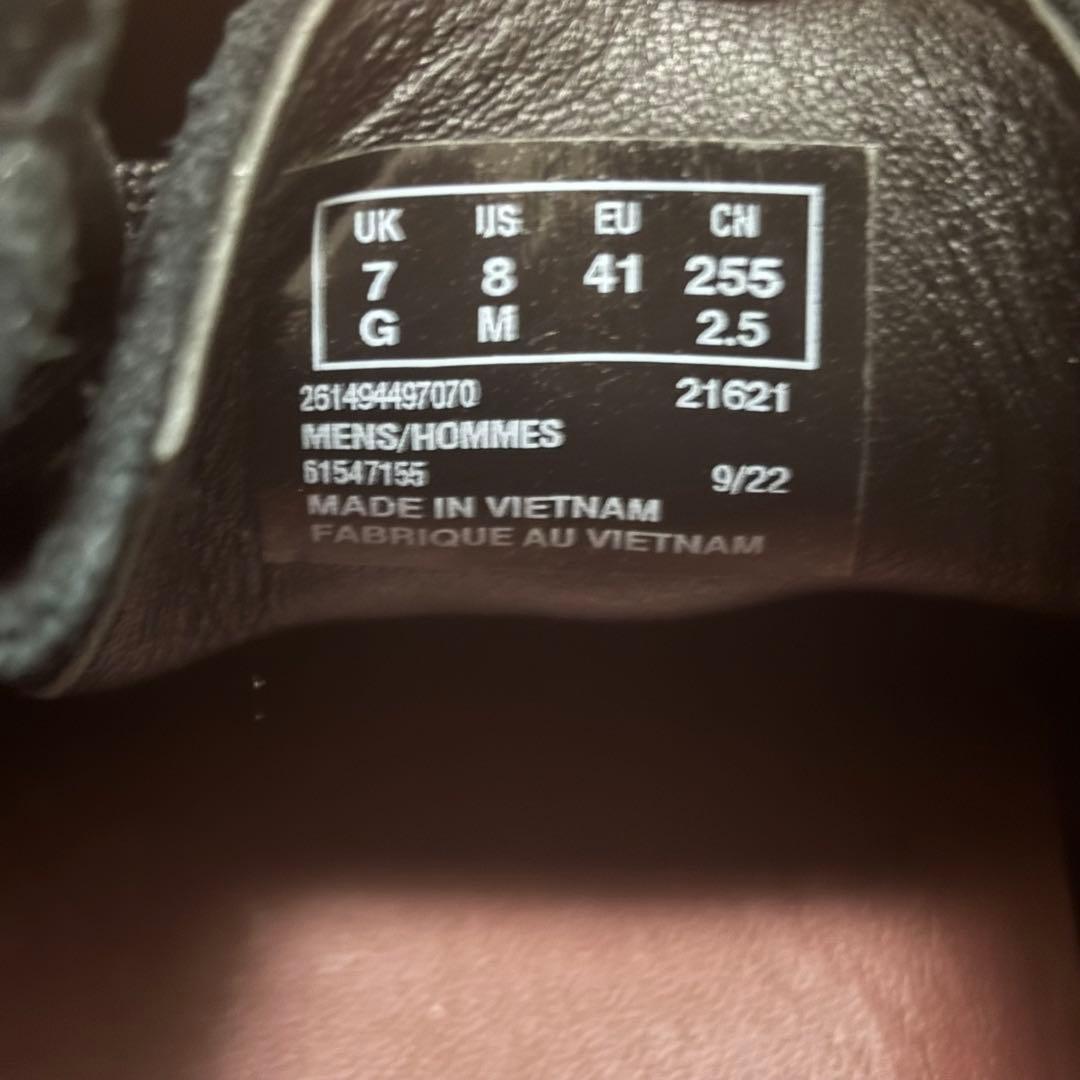 UK US EU CN
7 8 41 255
G M 2.5
261494497070 21621
MENS/HOMMES
61547155 9/22
MADE IN VIETNAM
FABRIQUE AU VIETNAM